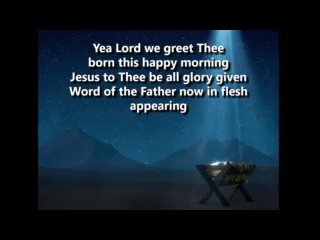 Yea Lord we greet Thee
born this happy morning
Jesus to Thee be all glory given
Word of the Father now in flesh
appearing